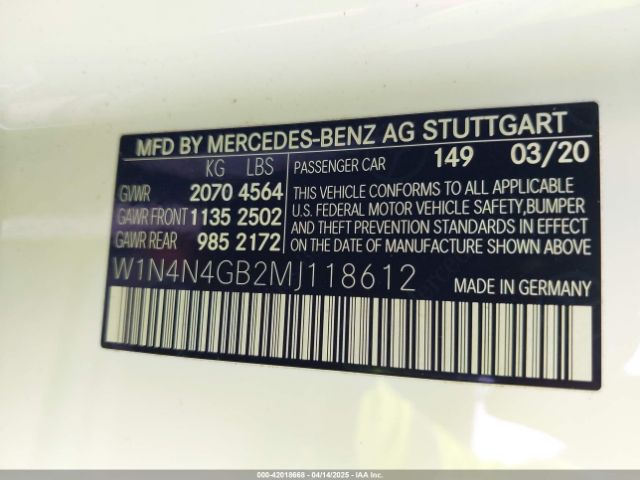 MFD BY MERCEDES-BENZ AG STUTTGART
KG LBS
GVWR 2070 4564
GAWR FRONT 1135 2502
GAWR REAR 985 2172
PASSENGER CAR 149 03/20
THIS VEHICLE CONFORMS TO ALL APPLICABLE
U.S. FEDERAL MOTOR VEHICLE SAFETY, BUMPER
AND THEFT PREVENTION STANDARDS IN EFFECT
ON THE DATE OF MANUFACTURE SHOWN ABOVE.
W1N4N4GB2MJ118612 MADE IN GERMANY
000-42018668 - 04/14/2025 - IAA Inc.